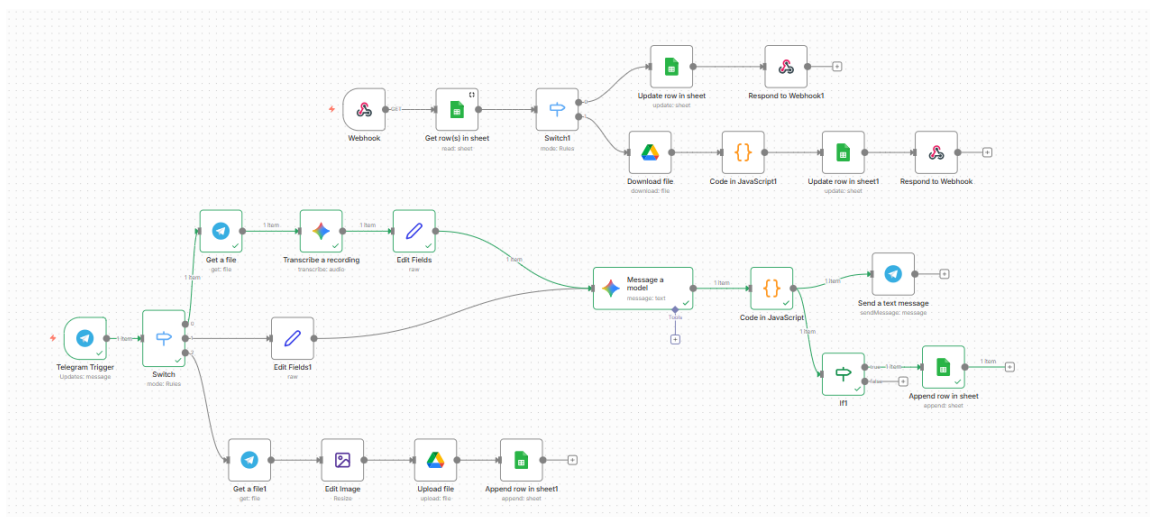 Update row in sheet
update: sheet
Respond to Webhook1
Webhook
GET
Get row(s) in sheet
read: sheet
Switch1
mode: Rules
Download file
download: file
Code in JavaScript1
Update row in sheet1
update: sheet
Respond to Webhook
Get a file
get: file
1 item
Transcribe a recording
transcribe: audio
1 item
Edit Fields
raw
1 item
1 item
Message a
model
message: text
Tools
1 item
Code in JavaScript
1 item
Send a text message
sendMessage: message
1 item
Telegram Trigger
Updates: message
1 item
Switch
mode: Rules
Edit Fields1
raw
If1
true
1 item
false
Append row in sheet
append: sheet
1 item
Get a file1
get: file
Edit Image
Resize
Upload file
upload: file
Append row in sheet1
append: sheet